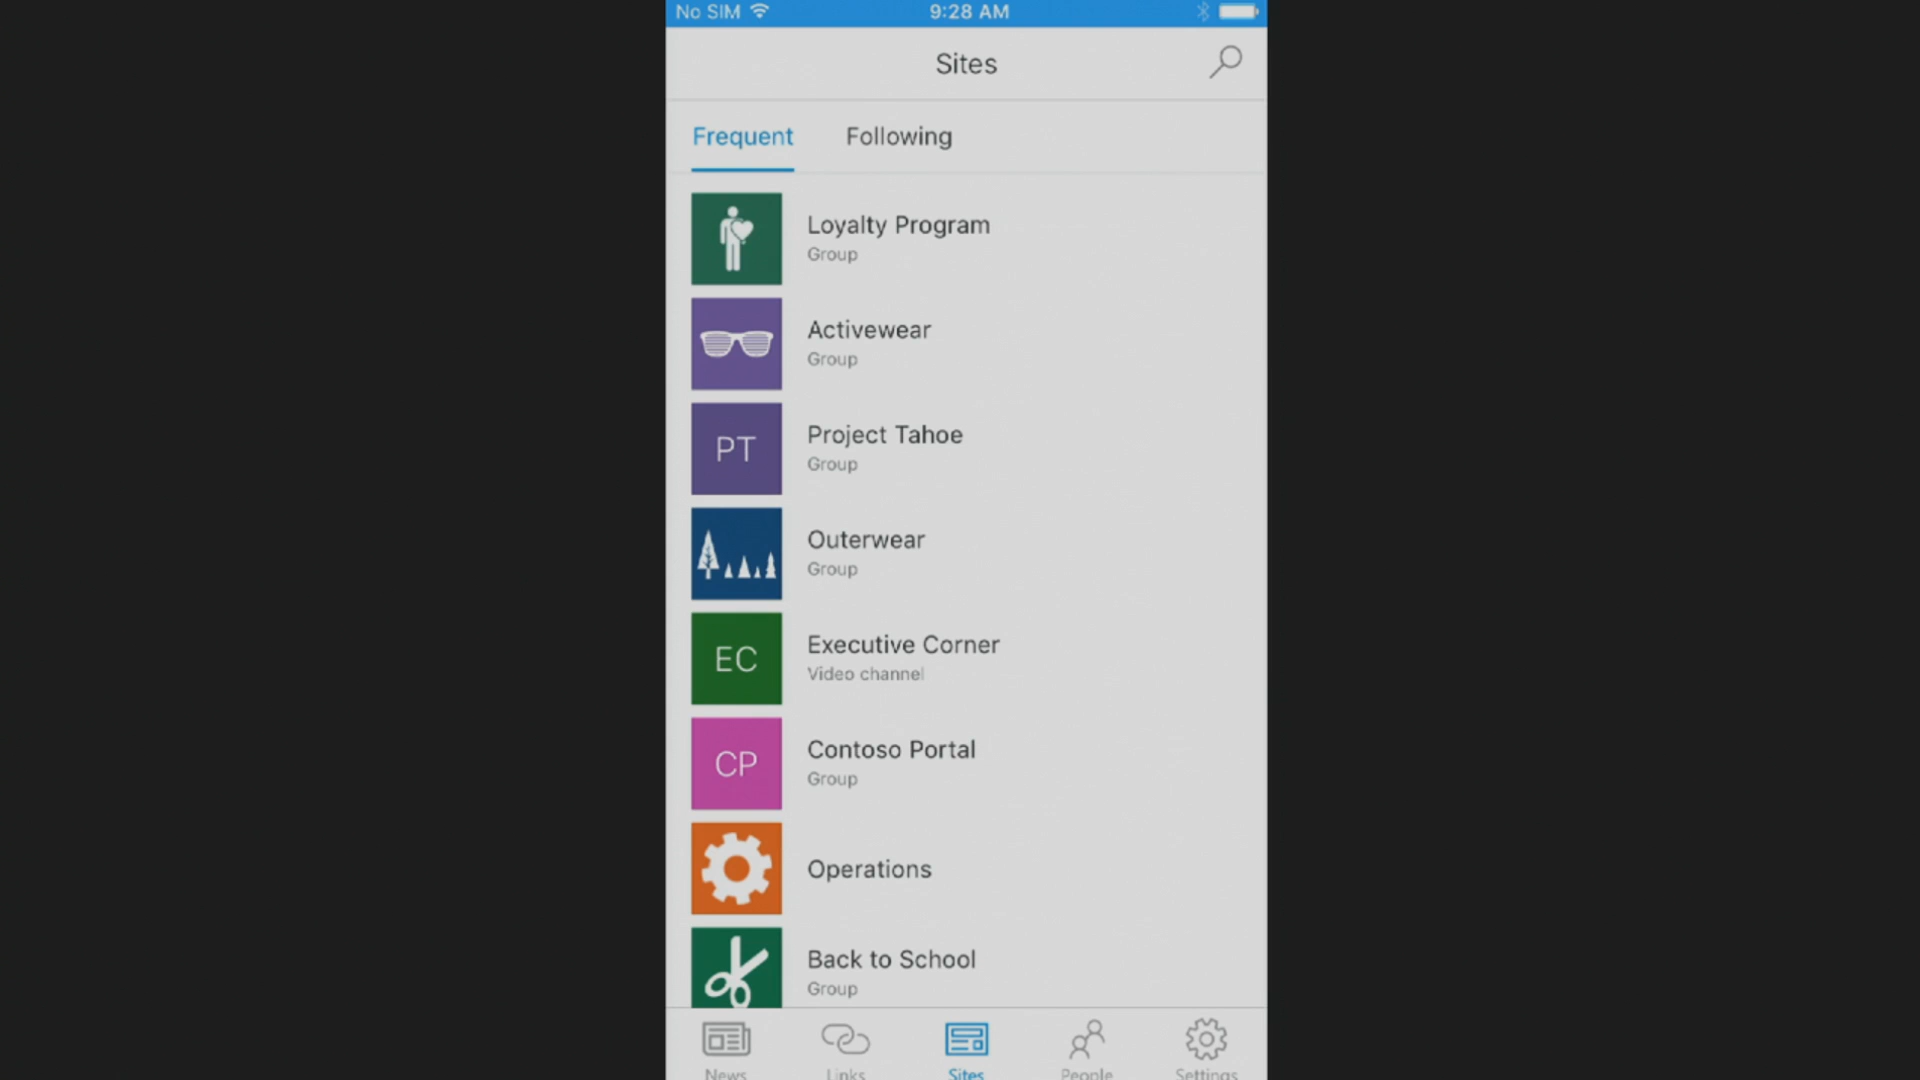 No SIM 9:28 AM
Sites
Frequent Following
Loyalty Program
Group
Activewear
Group
PT
Project Tahoe
Group
Outerwear
Group
EC
Executive Corner
Video channel
CP
Contoso Portal
Group
Operations
Back to School
Group
News Links Sites People Settings